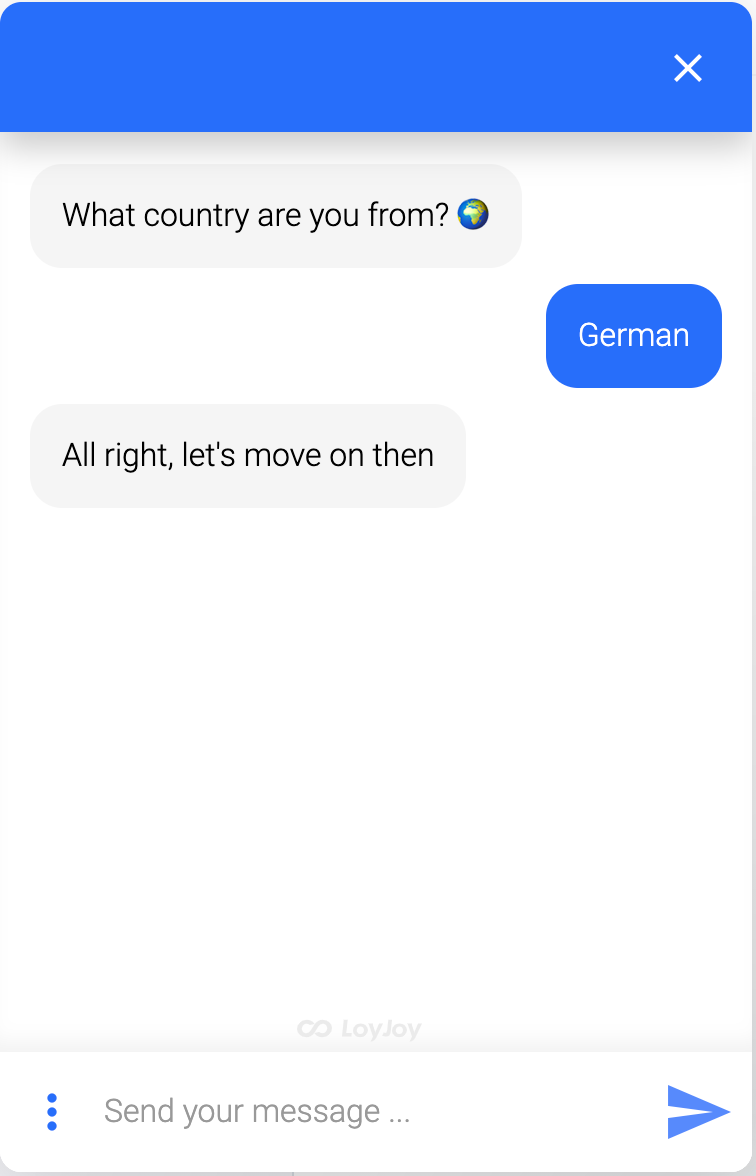 What country are you from? 🌍
German
All right, let's move on then
LoyJoy
Send your message ...